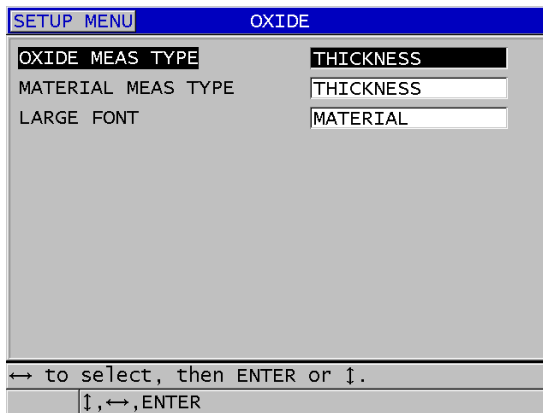 SETUP MENU OXIDE
OXIDE MEAS TYPE THICKNESS
MATERIAL MEAS TYPE THICKNESS
LARGE FONT MATERIAL
↔ to select, then ENTER or ↕.
↕,↔,ENTER